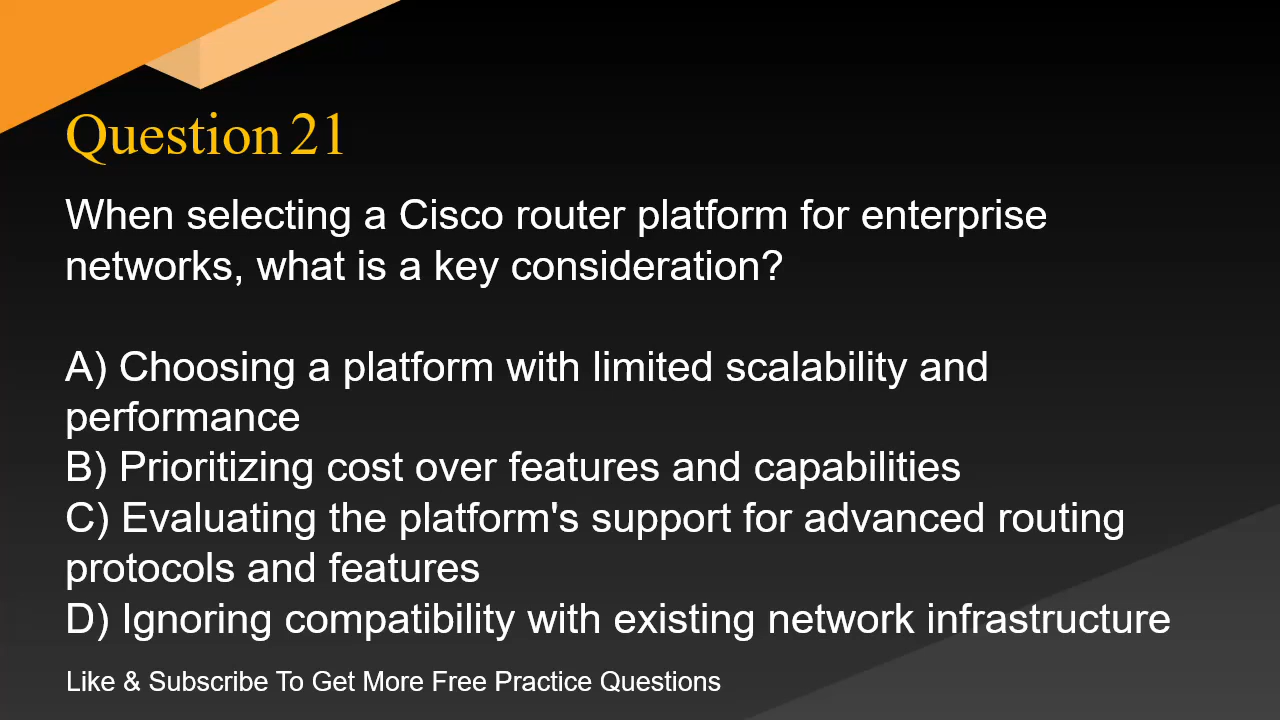 Question 21
When selecting a Cisco router platform for enterprise
networks, what is a key consideration?
A) Choosing a platform with limited scalability and
performance
B) Prioritizing cost over features and capabilities
C) Evaluating the platform's support for advanced routing
protocols and features
D) Ignoring compatibility with existing network infrastructure
Like & Subscribe To Get More Free Practice Questions